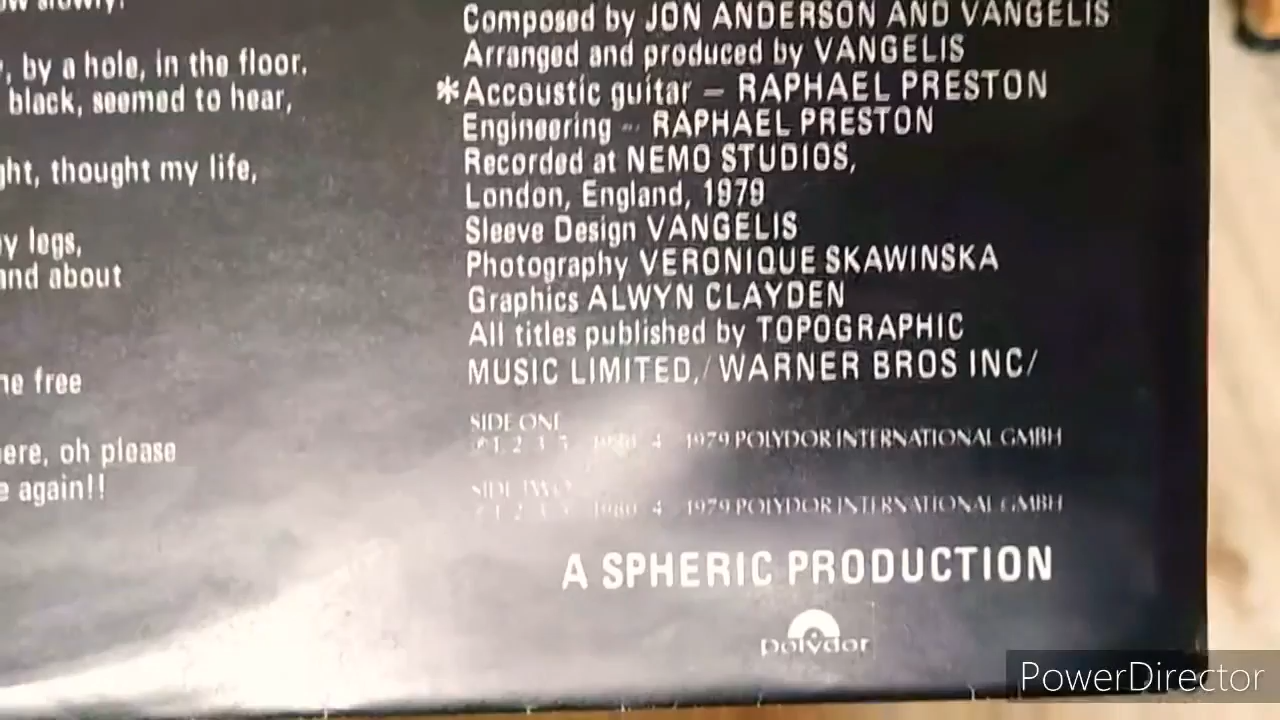 by a hole, in the floor.
black, seemed to hear,
thought my life,
legs,
and about
free
oh please
again!!
Composed by JON ANDERSON AND VANGELIS
Arranged and produced by VANGELIS
*Accoustic guitar – RAPHAEL PRESTON
Engineering – RAPHAEL PRESTON
Recorded at NEMO STUDIOS,
London, England, 1979
Sleeve Design VANGELIS
Photography VERONIQUE SKAWINSKA
Graphics ALWYN CLAYDEN
All titles published by TOPOGRAPHIC
MUSIC LIMITED,/WARNER BROS INC/
SIDE ONE
1979 POLYDOR INTERNATIONAL GMBH
SIDE TWO
1979 POLYDOR INTERNATIONAL GMBH
A SPHERIC PRODUCTION
polydor
PowerDirector